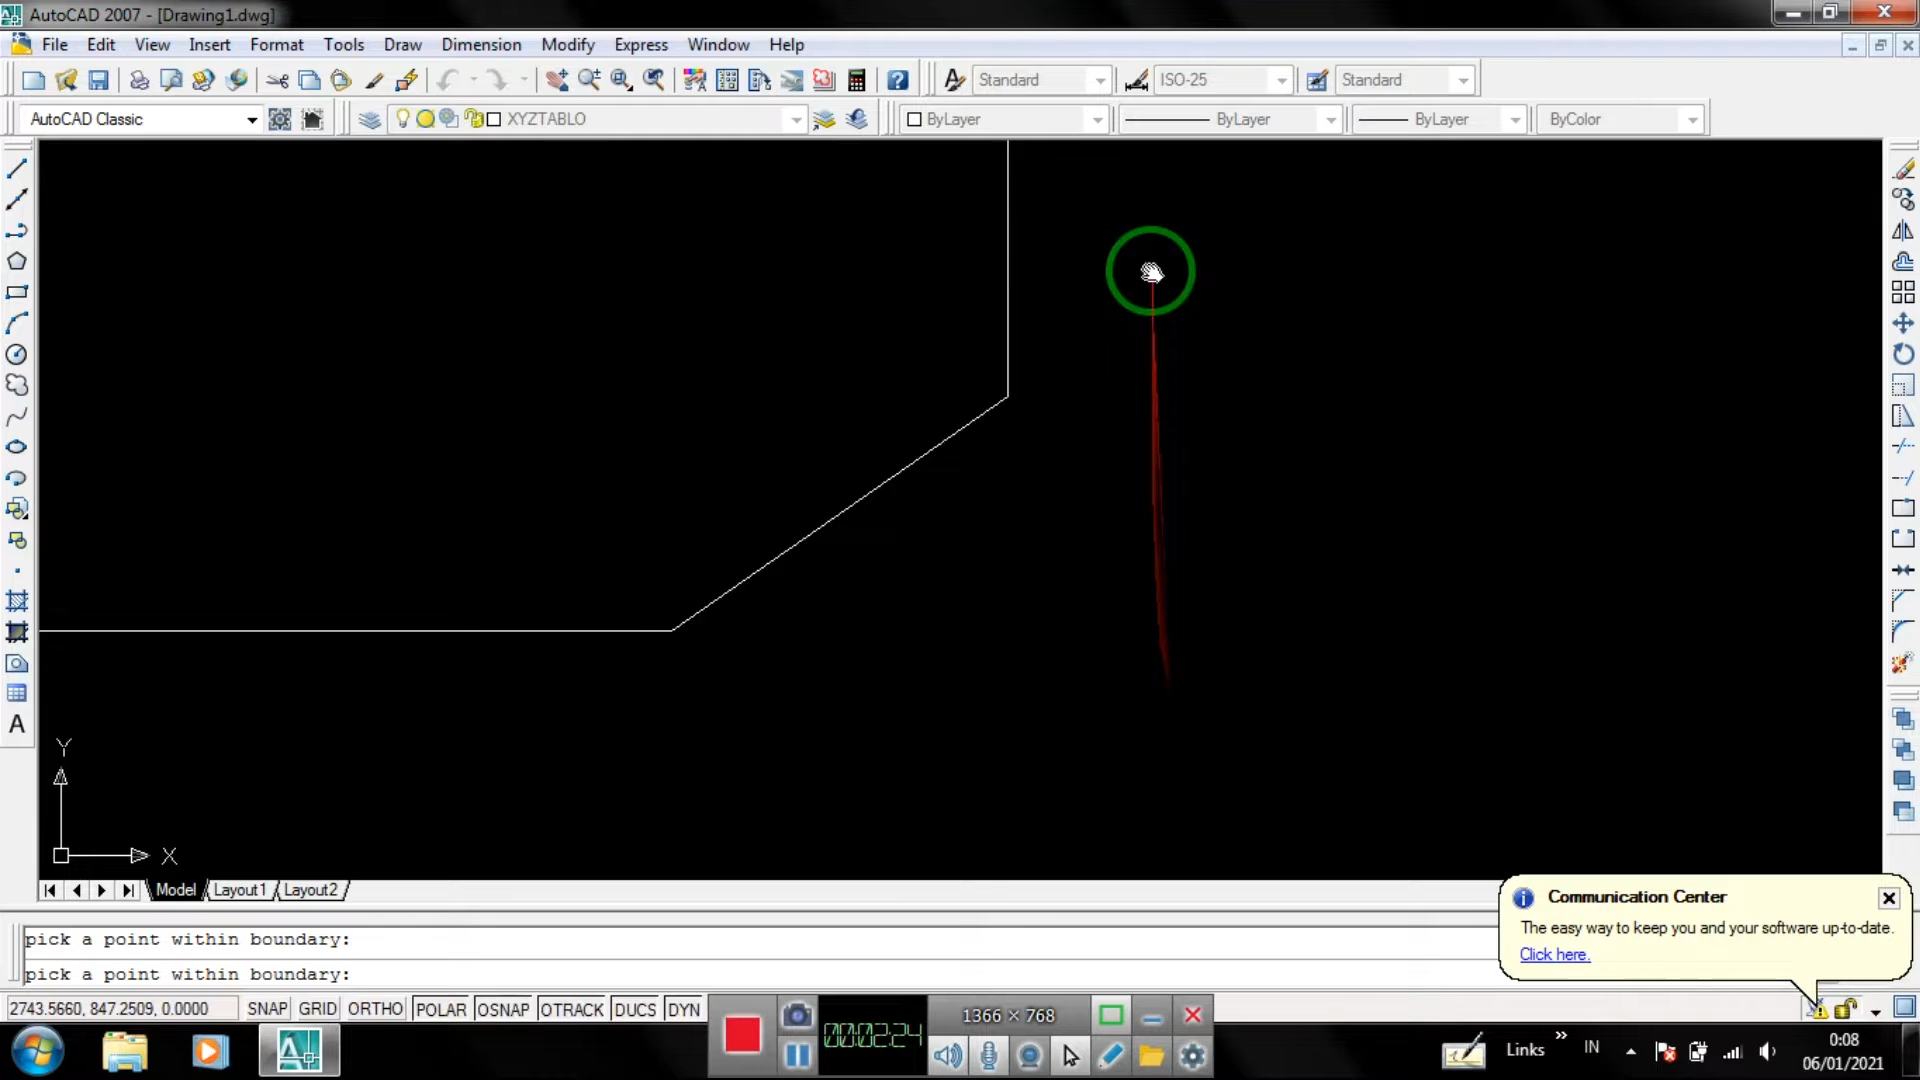 AutoCAD 2007 - [Drawing1.dwg]
File Edit View Insert Format Tools Draw Dimension Modify Express Window Help
Standard ISO-25 Standard
AutoCAD Classic XYZTABLO ByLayer ByLayer ByLayer ByColor
A
Y
X
Model Layout1 Layout2
Communication Center
The easy way to keep you and your software up-to-date.
Click here.
pick a point within boundary:
pick a point within boundary:
2743.5660, 847.2509, 0.0000 SNAP GRID ORTHO POLAR OSNAP OTRACK DUCS DYN
1366 × 768
00:02:24
Links » IN
0:08
06/01/2021